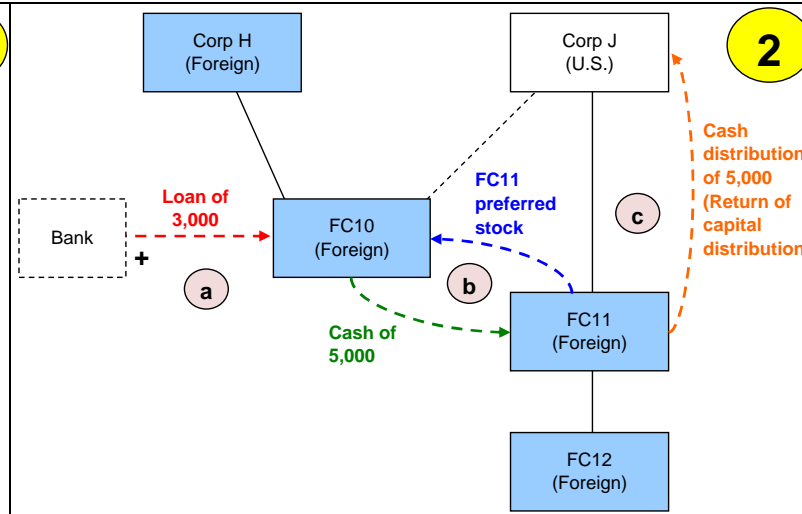 Corp H
(Foreign)
Corp J
(U.S.)
2
Cash
distribution
of 5,000
(Return of
capital
distribution
Loan of
3,000
FC11
preferred
stock
Bank
+
FC10
(Foreign)
c
a
b
Cash of
5,000
FC11
(Foreign)
FC12
(Foreign)